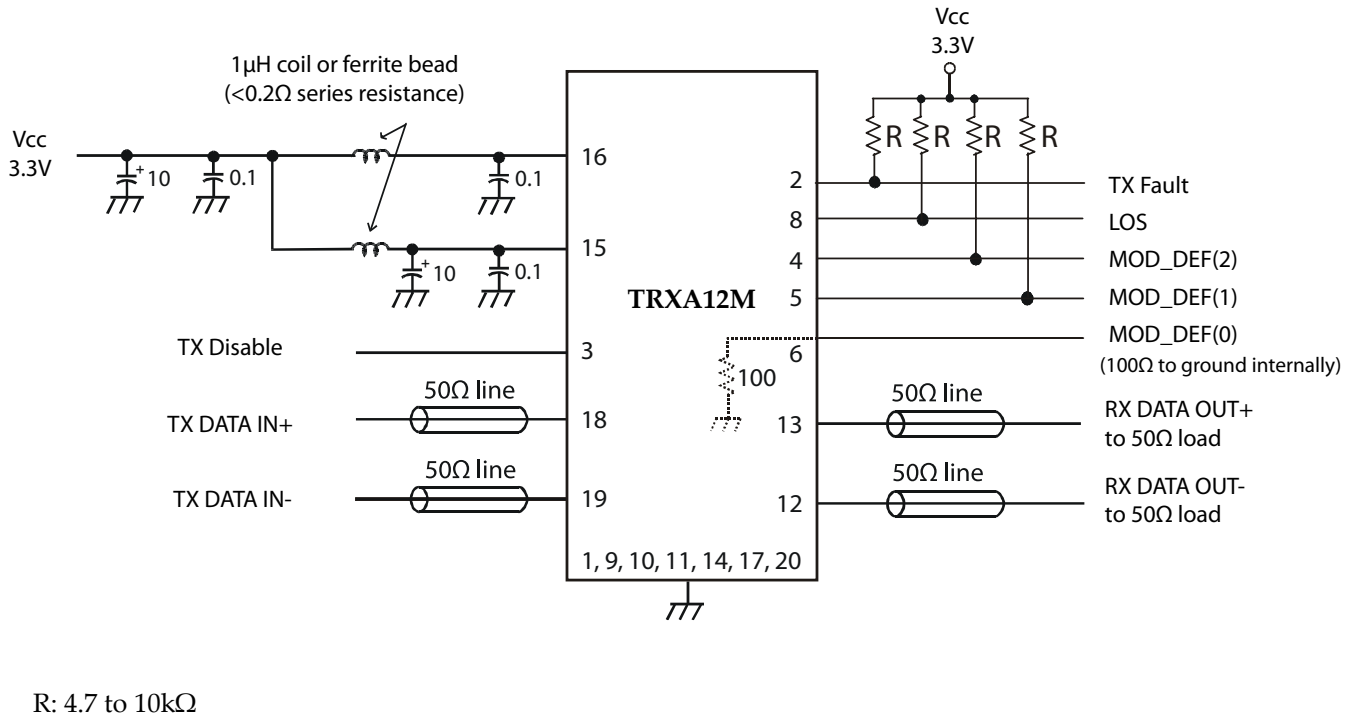 Vcc
3.3V
1µH coil or ferrite bead
(<0.2Ω series resistance)
Vcc
3.3V
+
10
0.1
0.1
16
+
10
0.1
15
R
R
R
R
2
TX Fault
8
LOS
4
MOD_DEF(2)
TRXA12M
5
MOD_DEF(1)
TX Disable
3
6
MOD_DEF(0)
(100Ω to ground internally)
100
50Ω line
TX DATA IN+
18
50Ω line
13
RX DATA OUT+
to 50Ω load
50Ω line
TX DATA IN-
19
50Ω line
12
RX DATA OUT-
to 50Ω load
1, 9, 10, 11, 14, 17, 20
R: 4.7 to 10kΩ